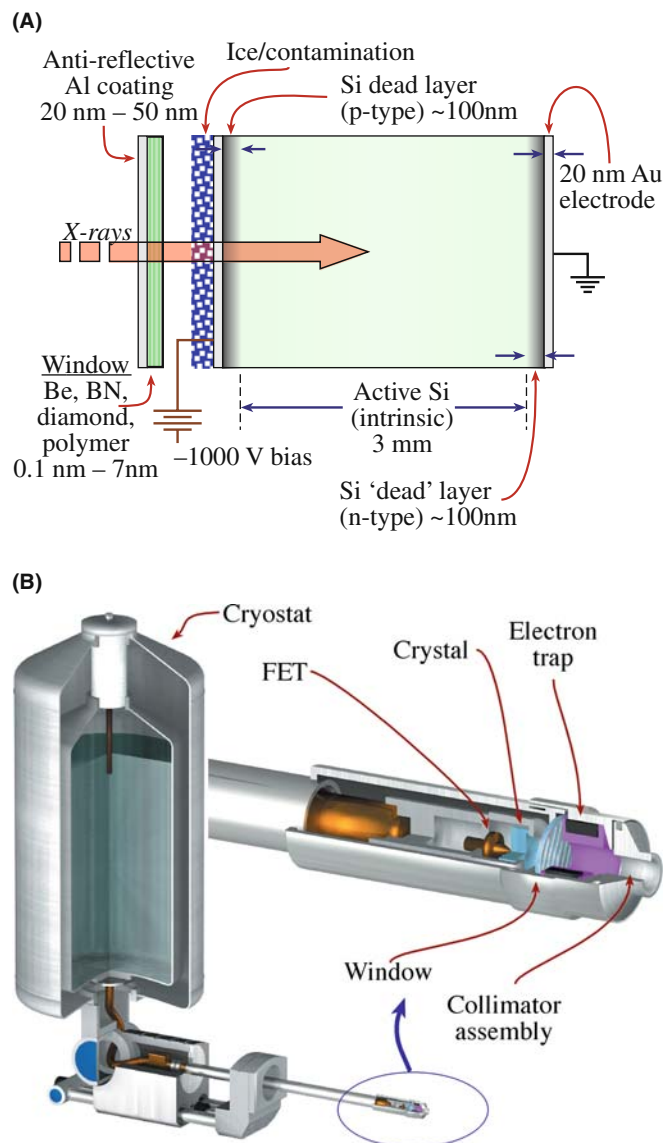 (A)
Anti-reflective
Al coating
20 nm – 50 nm
Ice/contamination
Si dead layer
(p-type) ~100nm
20 nm Au
electrode
X-rays
Window
Be, BN,
diamond,
polymer
0.1 nm – 7nm
–1000 V bias
Active Si
(intrinsic)
3 mm
Si ‘dead’ layer
(n-type) ~100nm
(B)
Cryostat
FET
Crystal
Electron
trap
Window
Collimator
assembly